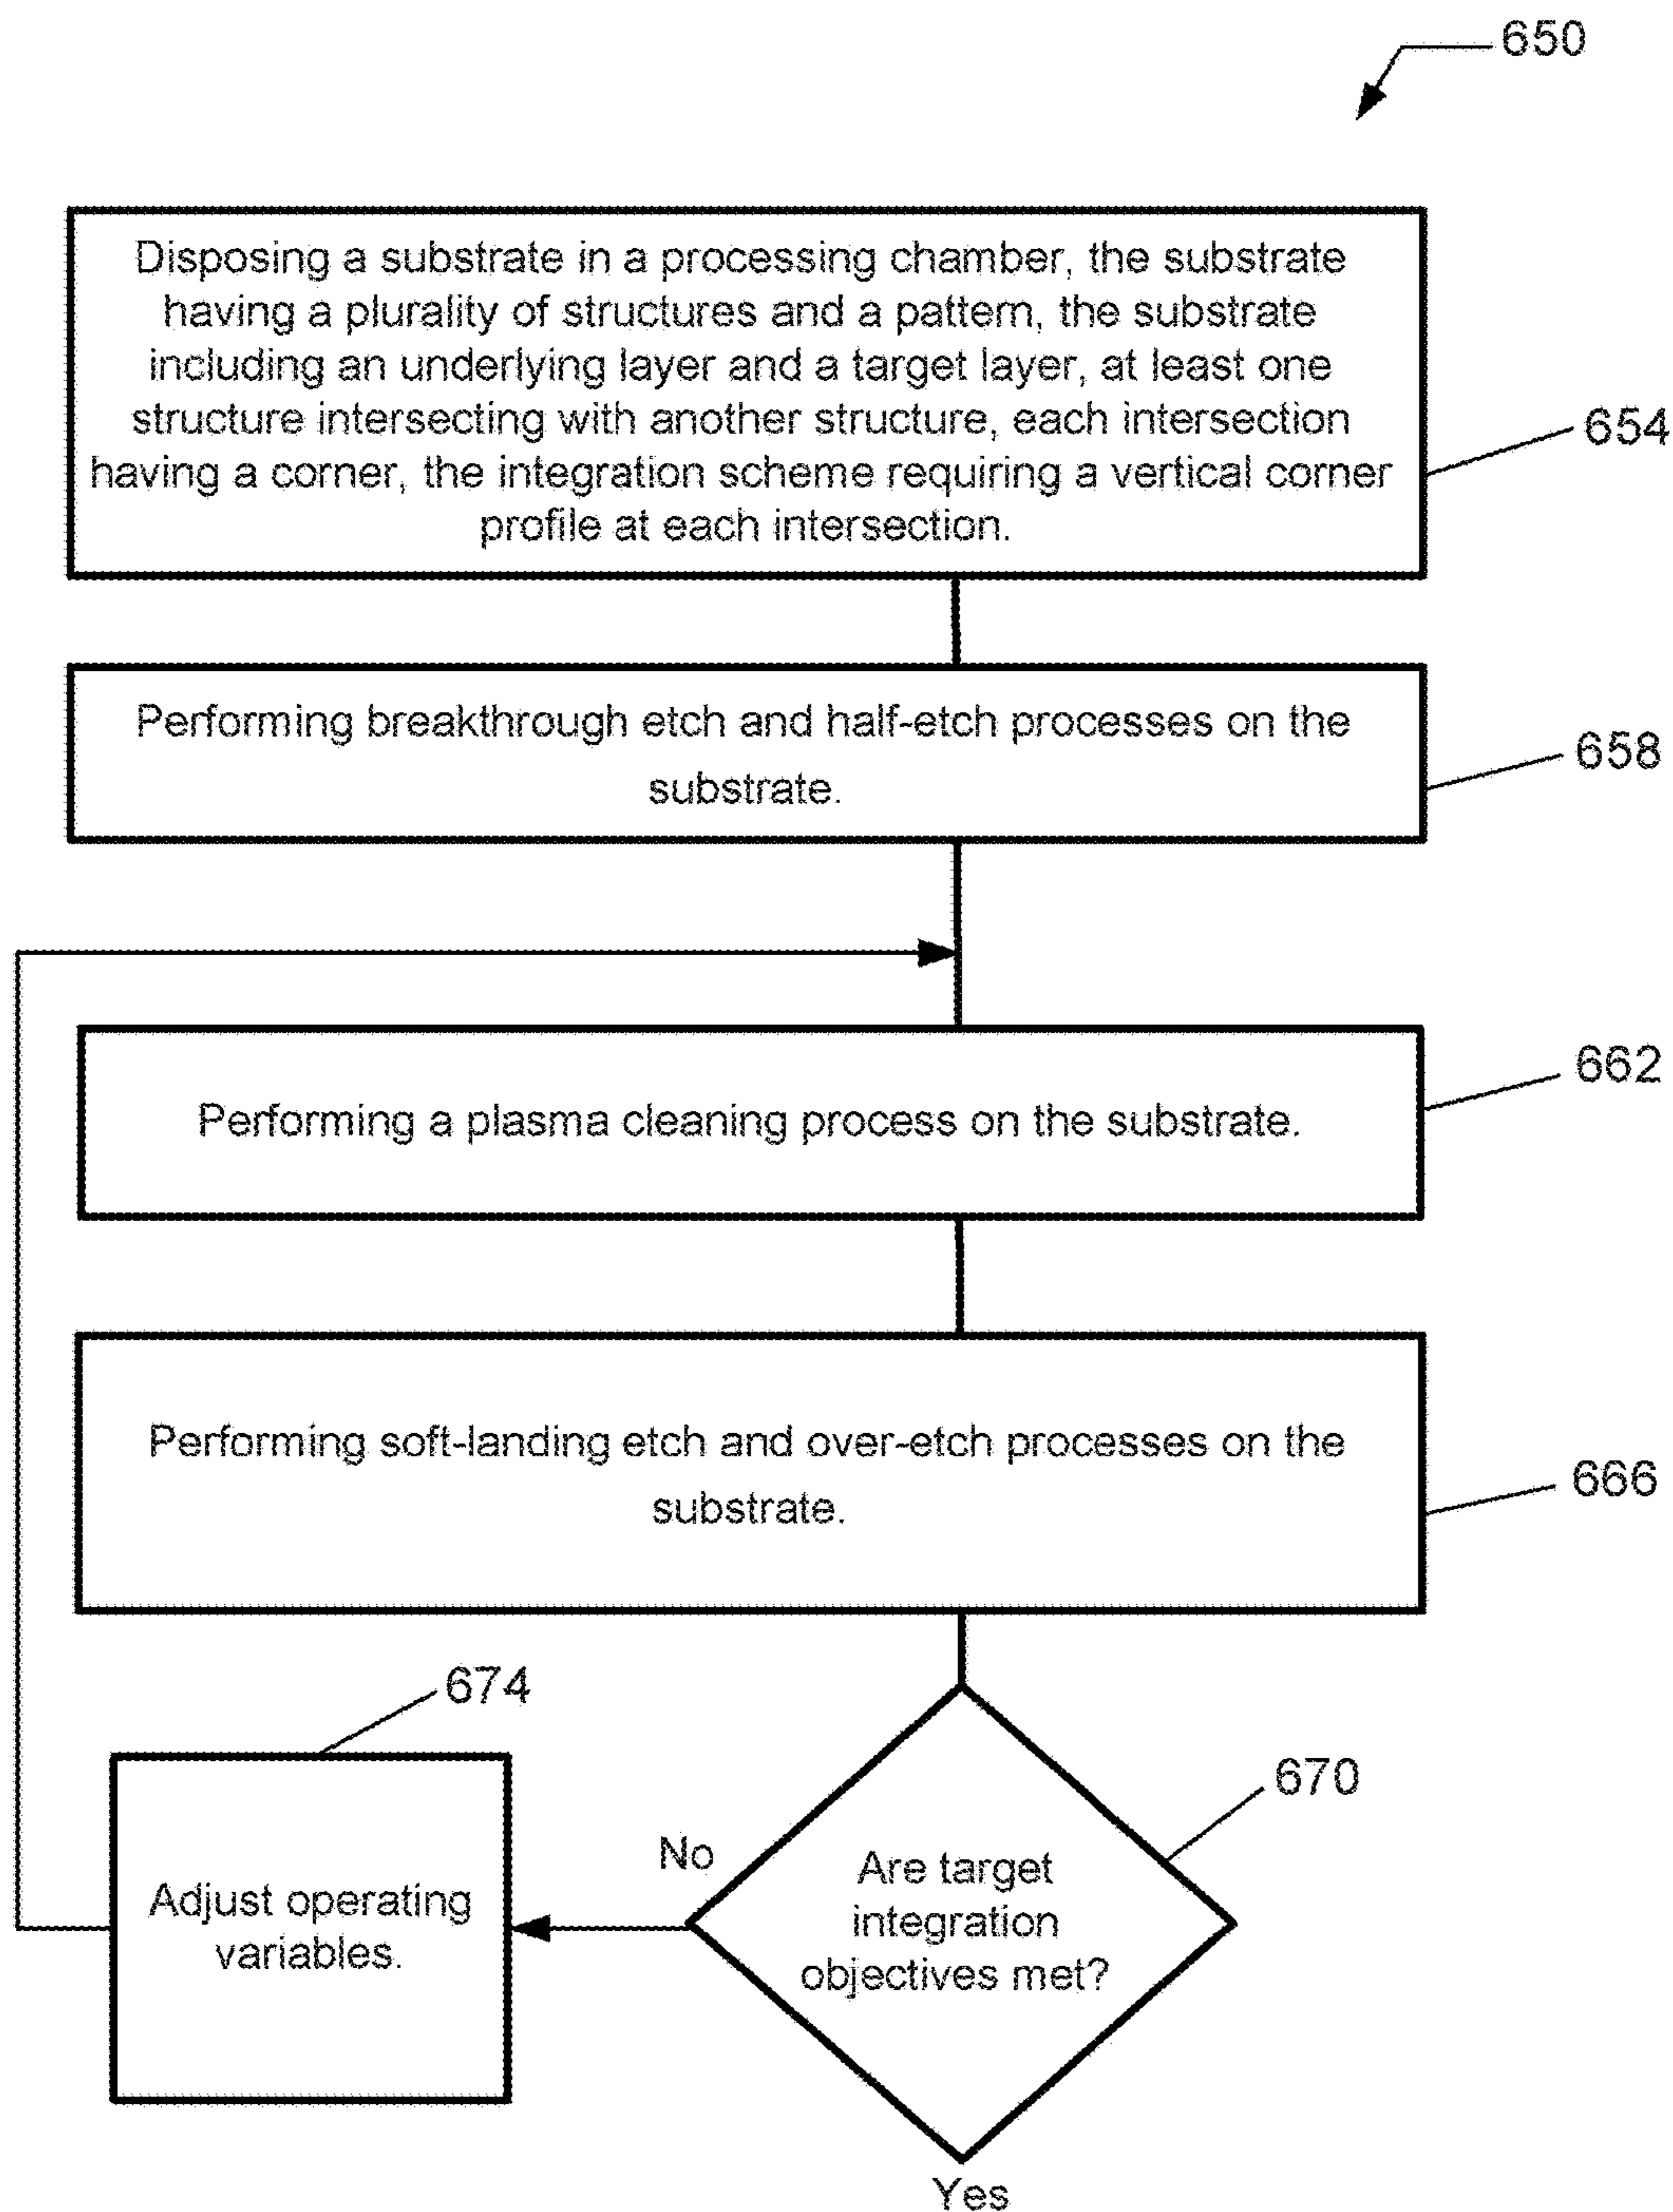 650
Disposing a substrate in a processing chamber, the substrate
having a plurality of structures and a pattern, the substrate
including an underlying layer and a target layer, at least one
structure intersecting with another structure, each intersection
having a corner, the integration scheme requiring a vertical corner
profile at each intersection.
654
Performing breakthrough etch and half-etch processes on the
substrate.
658
Performing a plasma cleaning process on the substrate.
662
Performing soft-landing etch and over-etch processes on the
substrate.
666
674
Adjust operating
variables.
No
670
Are target
integration
objectives met?
Yes